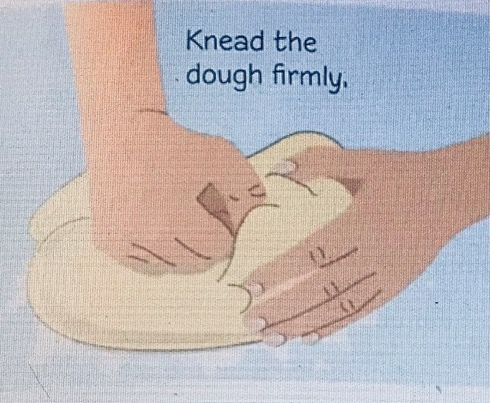 Knead the
dough firmly.